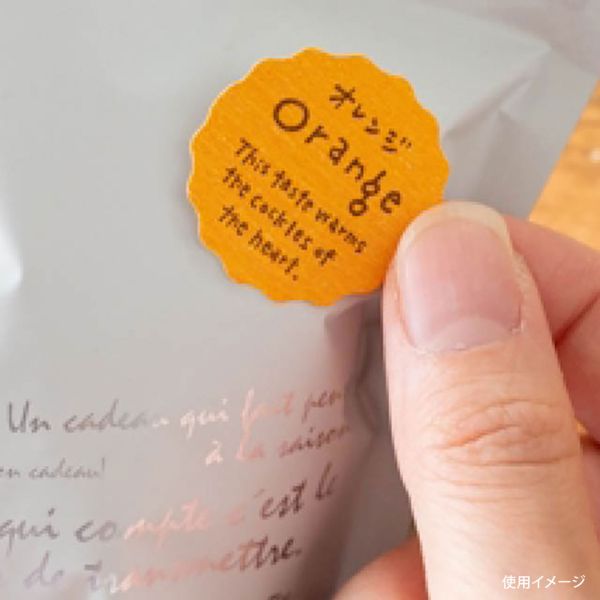 オレンジ
Orange
This taste warms
the cockles of
the heart.
Un cadeau qui fait
à la saison
en cadeau!
qui compte c'est le
de transmettre.
使用イメージ